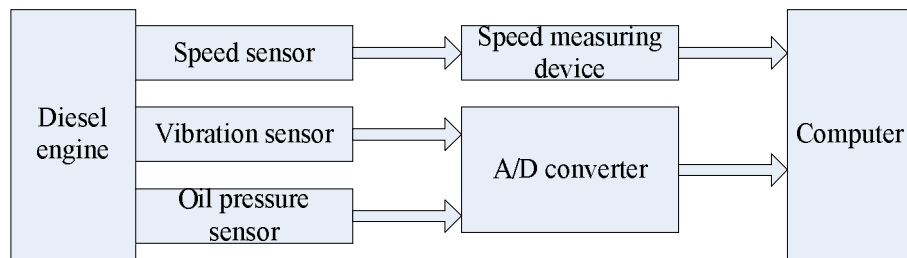 Diesel
engine
Speed sensor
Speed measuring
device
Vibration sensor
A/D converter
Oil pressure
sensor
Computer